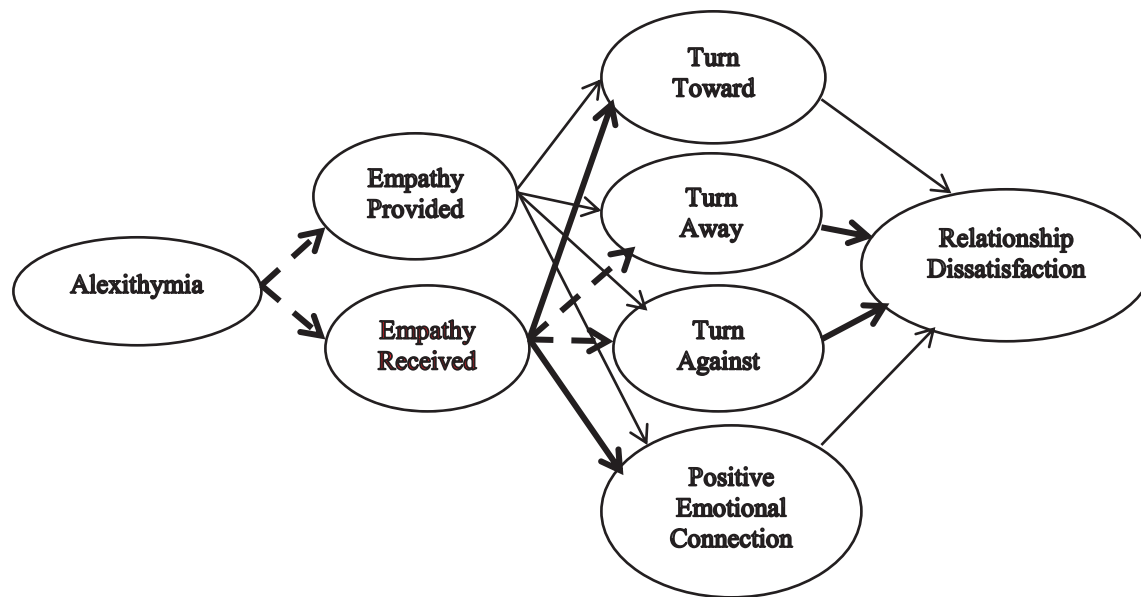 Turn
Toward
Empathy
Provided
Turn
Away
Relationship
Dissatisfaction
Alexithymia
Empathy
Received
Turn
Against
Positive
Emotional
Connection